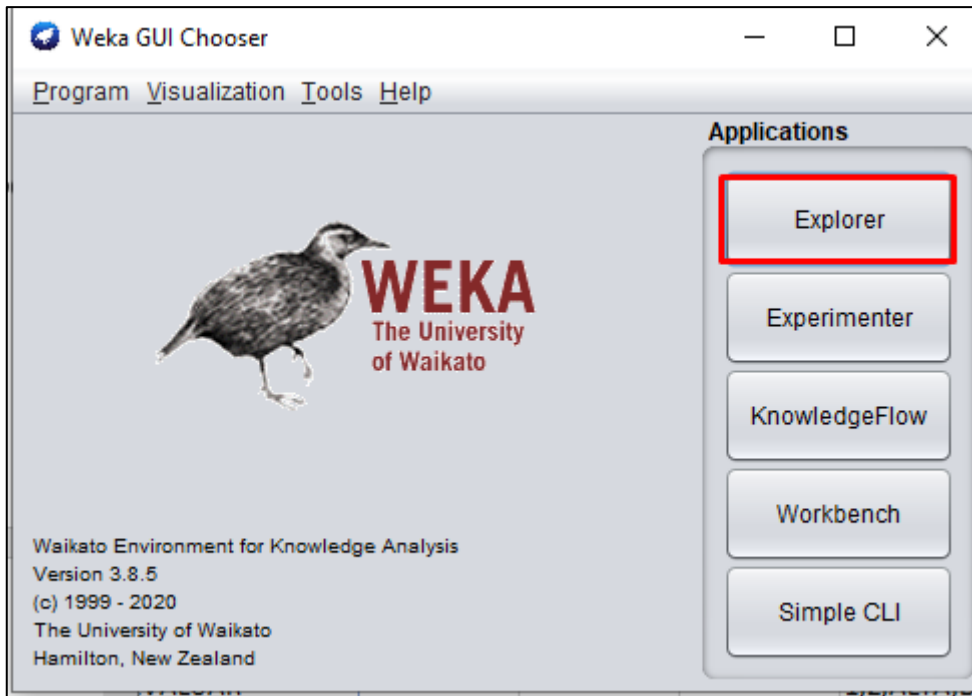 Weka GUI Chooser
Program Visualization Tools Help
Applications
Explorer
WEKA
The University
of Waikato
Experimenter
KnowledgeFlow
Workbench
Simple CLI
Waikato Environment for Knowledge Analysis
Version 3.8.5
(c) 1999 - 2020
The University of Waikato
Hamilton, New Zealand